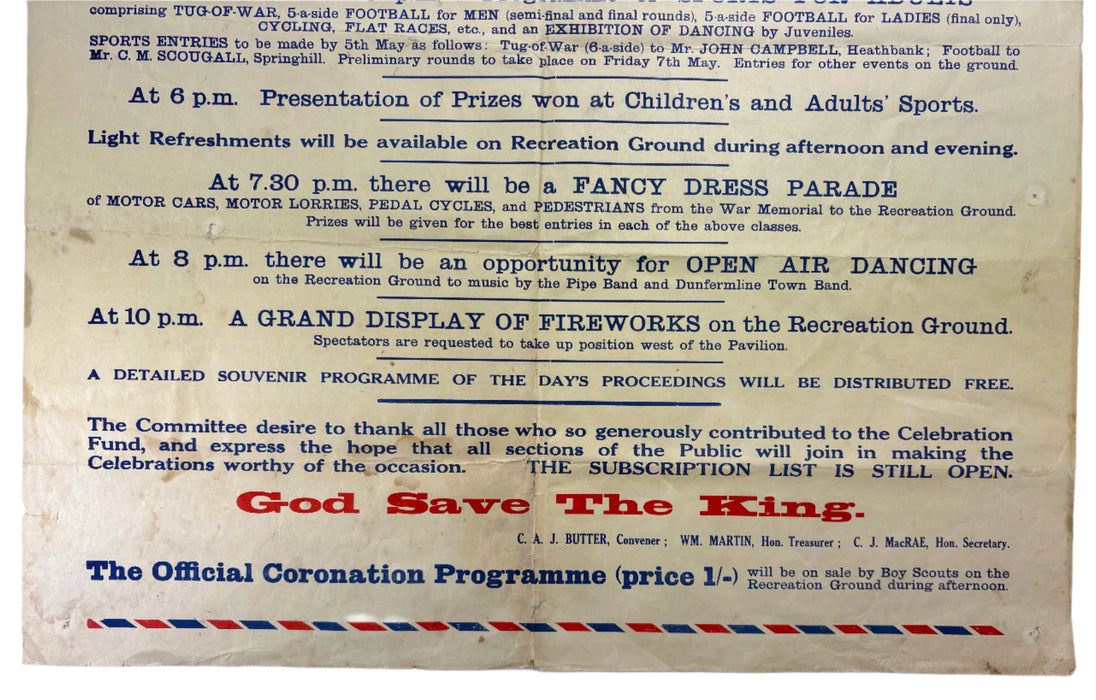 comprising TUG-OF-WAR, 5-a-side FOOTBALL for MEN (semi-final and final rounds), 5-a-side FOOTBALL for LADIES (final only),
CYCLING, FLAT RACES, etc., and an EXHIBITION OF DANCING by Juveniles.
SPORTS ENTRIES to be made by 5th May as follows: Tug-of-War (6-a-side) to Mr. JOHN CAMPBELL, Heathbank; Football to
Mr. C. M. SCOUGALL, Springhill. Preliminary rounds to take place on Friday 7th May. Entries for other events on the ground.
At 6 p.m. Presentation of Prizes won at Children's and Adults' Sports.
Light Refreshments will be available on Recreation Ground during afternoon and evening.
At 7.30 p.m. there will be a FANCY DRESS PARADE
of MOTOR CARS, MOTOR LORRIES, PEDAL CYCLES, and PEDESTRIANS from the War Memorial to the Recreation Ground.
Prizes will be given for the best entries in each of the above classes.
At 8 p.m. there will be an opportunity for OPEN AIR DANCING
on the Recreation Ground to music by the Pipe Band and Dunfermline Town Band.
At 10 p.m. A GRAND DISPLAY OF FIREWORKS on the Recreation Ground.
Spectators are requested to take up position west of the Pavilion.
A DETAILED SOUVENIR PROGRAMME OF THE DAY'S PROCEEDINGS WILL BE DISTRIBUTED FREE.
The Committee desire to thank all those who so generously contributed to the Celebration
Fund, and express the hope that all sections of the Public will join in making the
Celebrations worthy of the occasion. THE SUBSCRIPTION LIST IS STILL OPEN.
God Save The King.
C. A. J. BUTTER, Convener; WM. MARTIN, Hon. Treasurer; C. J. MacRAE, Hon. Secretary.
The Official Coronation Programme (price 1/-) will be on sale by Boy Scouts on the
Recreation Ground during afternoon.